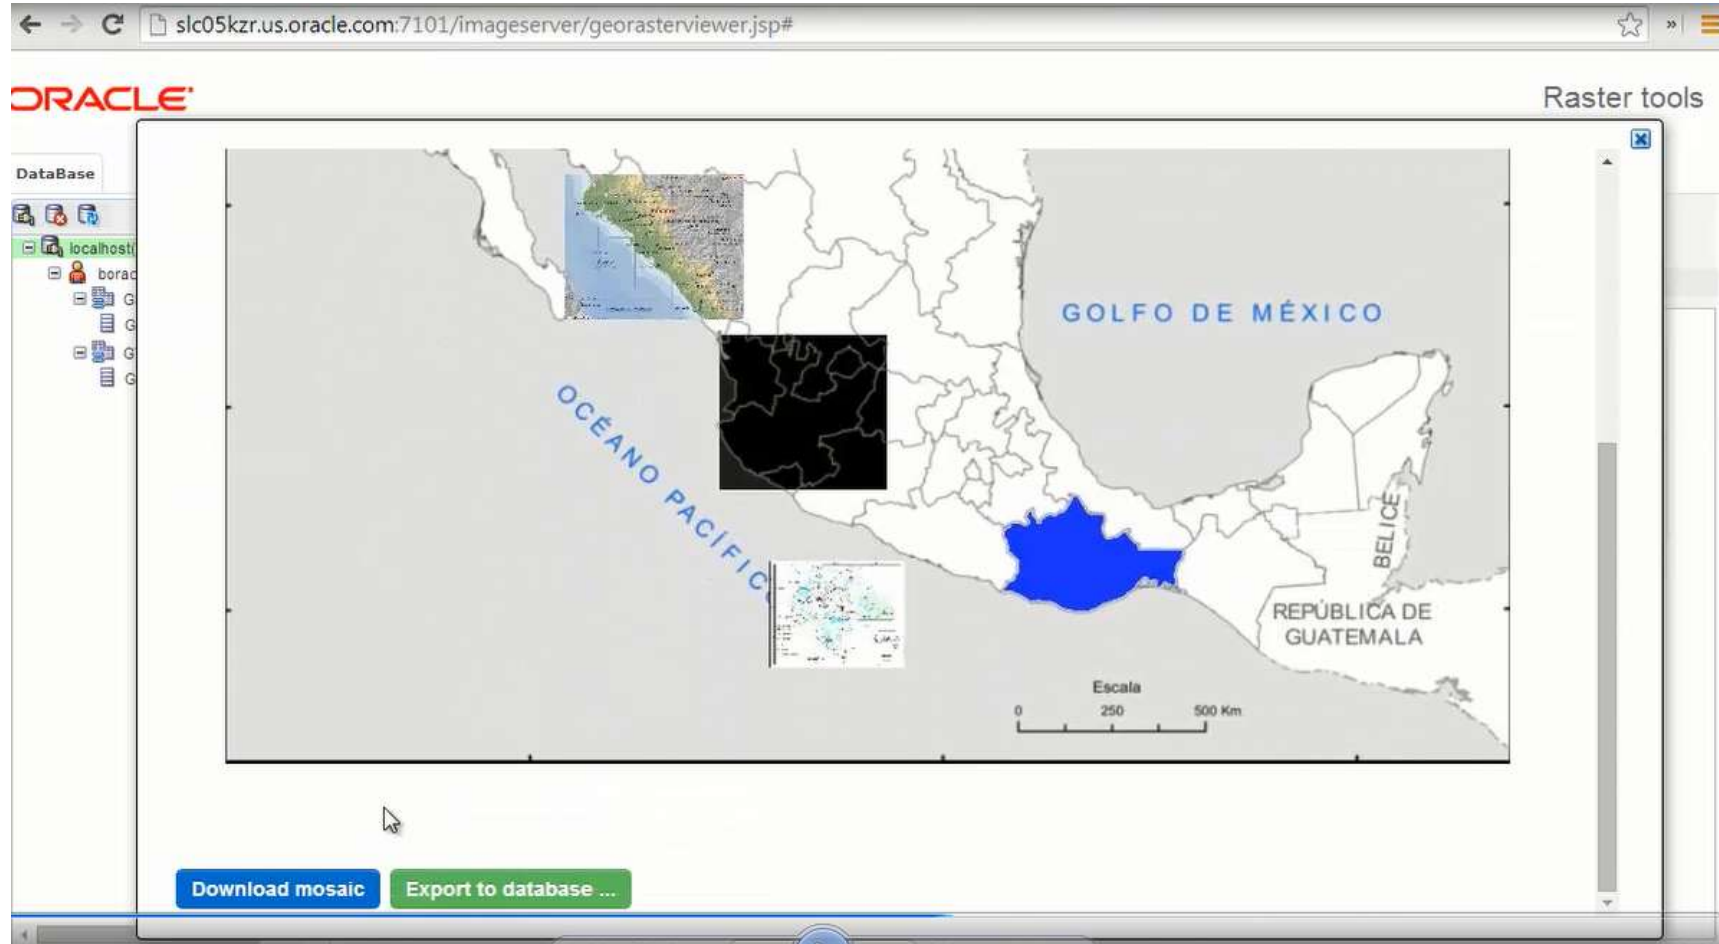 slc05kzr.us.oracle.com:7101/imageserver/georasterviewer.jsp#
»
ORACLE
Raster tools
DataBase
localhost(
borac
G
G
G
G
GOLFO DE MÉXICO
OCÉANO PACÍFIC
BELICE
REPÚBLICA DE
GUATEMALA
Escala
0 250 500 Km
Download mosaic
Export to database ...